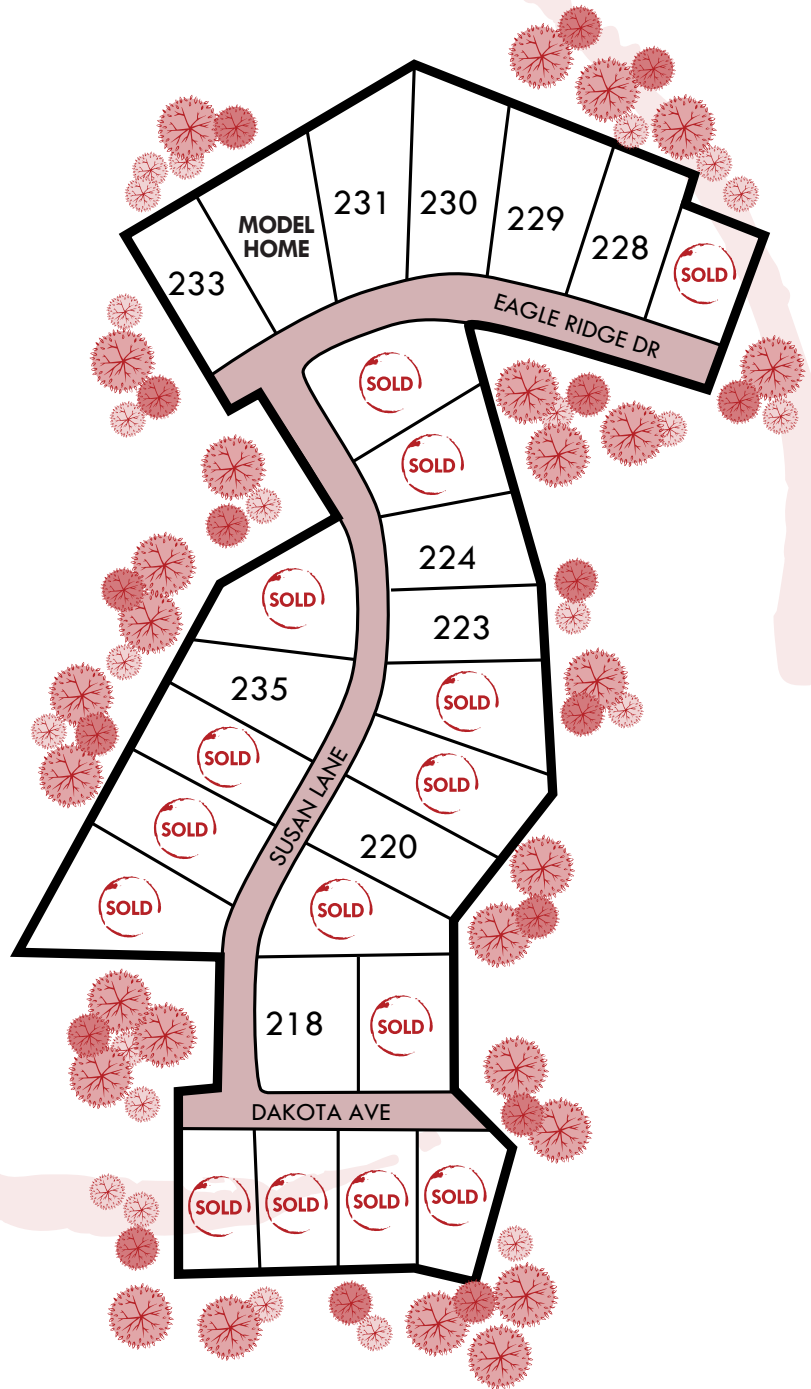 231
230
229
228
MODEL
HOME
233
SOLD
EAGLE RIDGE DR
SOLD
SOLD
224
SOLD
223
235
SOLD
SOLD
SOLD
SUSAN LANE
SOLD
220
SOLD
SOLD
218
SOLD
DAKOTA AVE
SOLD
SOLD
SOLD
SOLD